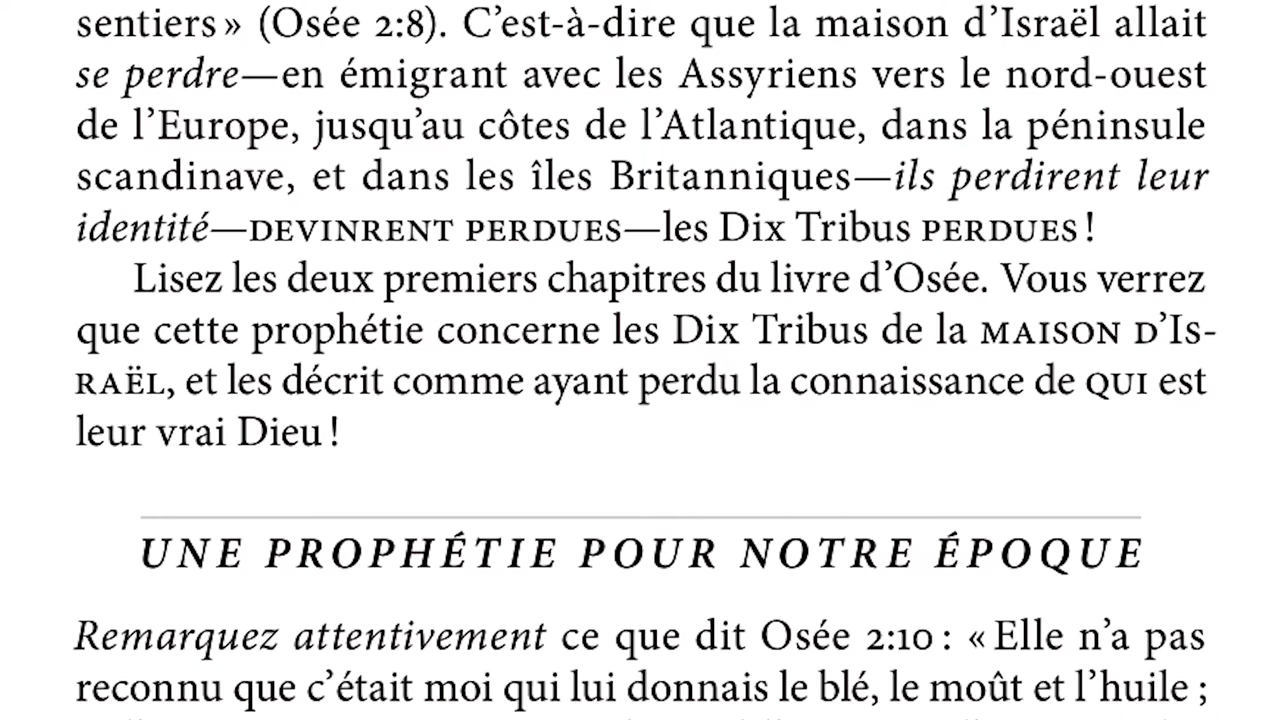 sentiers » (Osée 2:8). C’est-à-dire que la maison d’Israël allait
se perdre—en émigrant avec les Assyriens vers le nord-ouest
de l’Europe, jusqu’au côtes de l’Atlantique, dans la péninsule
scandinave, et dans les îles Britanniques—ils perdirent leur
identité—DEVINRENT PERDUES—les Dix Tribus PERDUES !
Lisez les deux premiers chapitres du livre d’Osée. Vous verrez
que cette prophétie concerne les Dix Tribus de la MAISON D’IS-
RAËL, et les décrit comme ayant perdu la connaissance de QUI est
leur vrai Dieu !
UNE PROPHÉTIE POUR NOTRE ÉPOQUE
Remarquez attentivement ce que dit Osée 2:10 : « Elle n’a pas
reconnu que c’était moi qui lui donnais le blé, le moût et l’huile ;